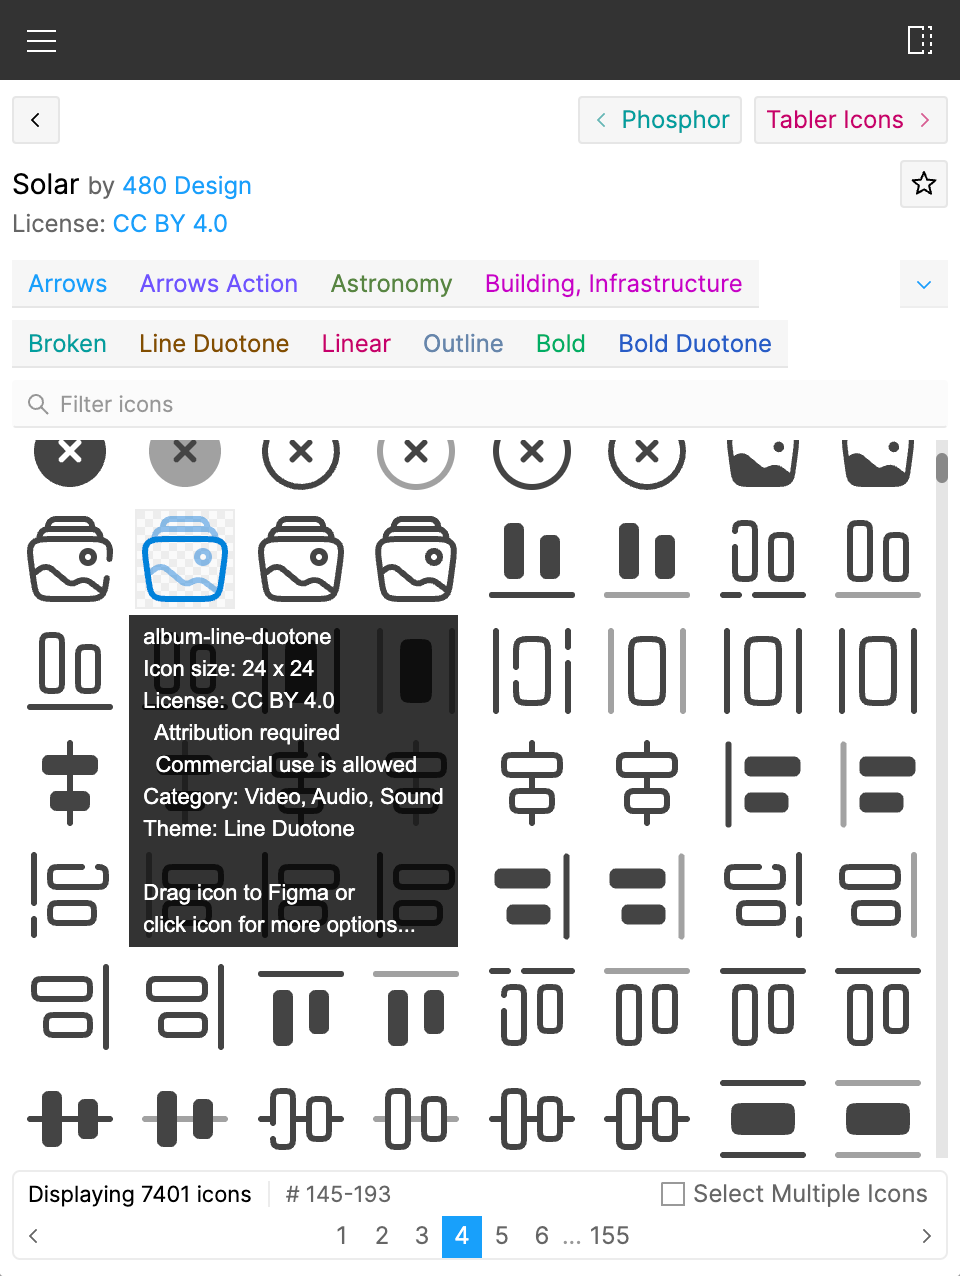 Phosphor
Tabler Icons
Solar by 480 Design
License: CC BY 4.0
Arrows Arrows Action Astronomy Building, Infrastructure
Broken Line Duotone Linear Outline Bold Bold Duotone
Filter icons
album-line-duotone
Icon size: 24 x 24
License: CC BY 4.0
Attribution required
Commercial use is allowed
Category: Video, Audio, Sound
Theme: Line Duotone
Drag icon to Figma or
click icon for more options...
Displaying 7401 icons # 145-193 Select Multiple Icons
1 2 3 4 5 6 ... 155